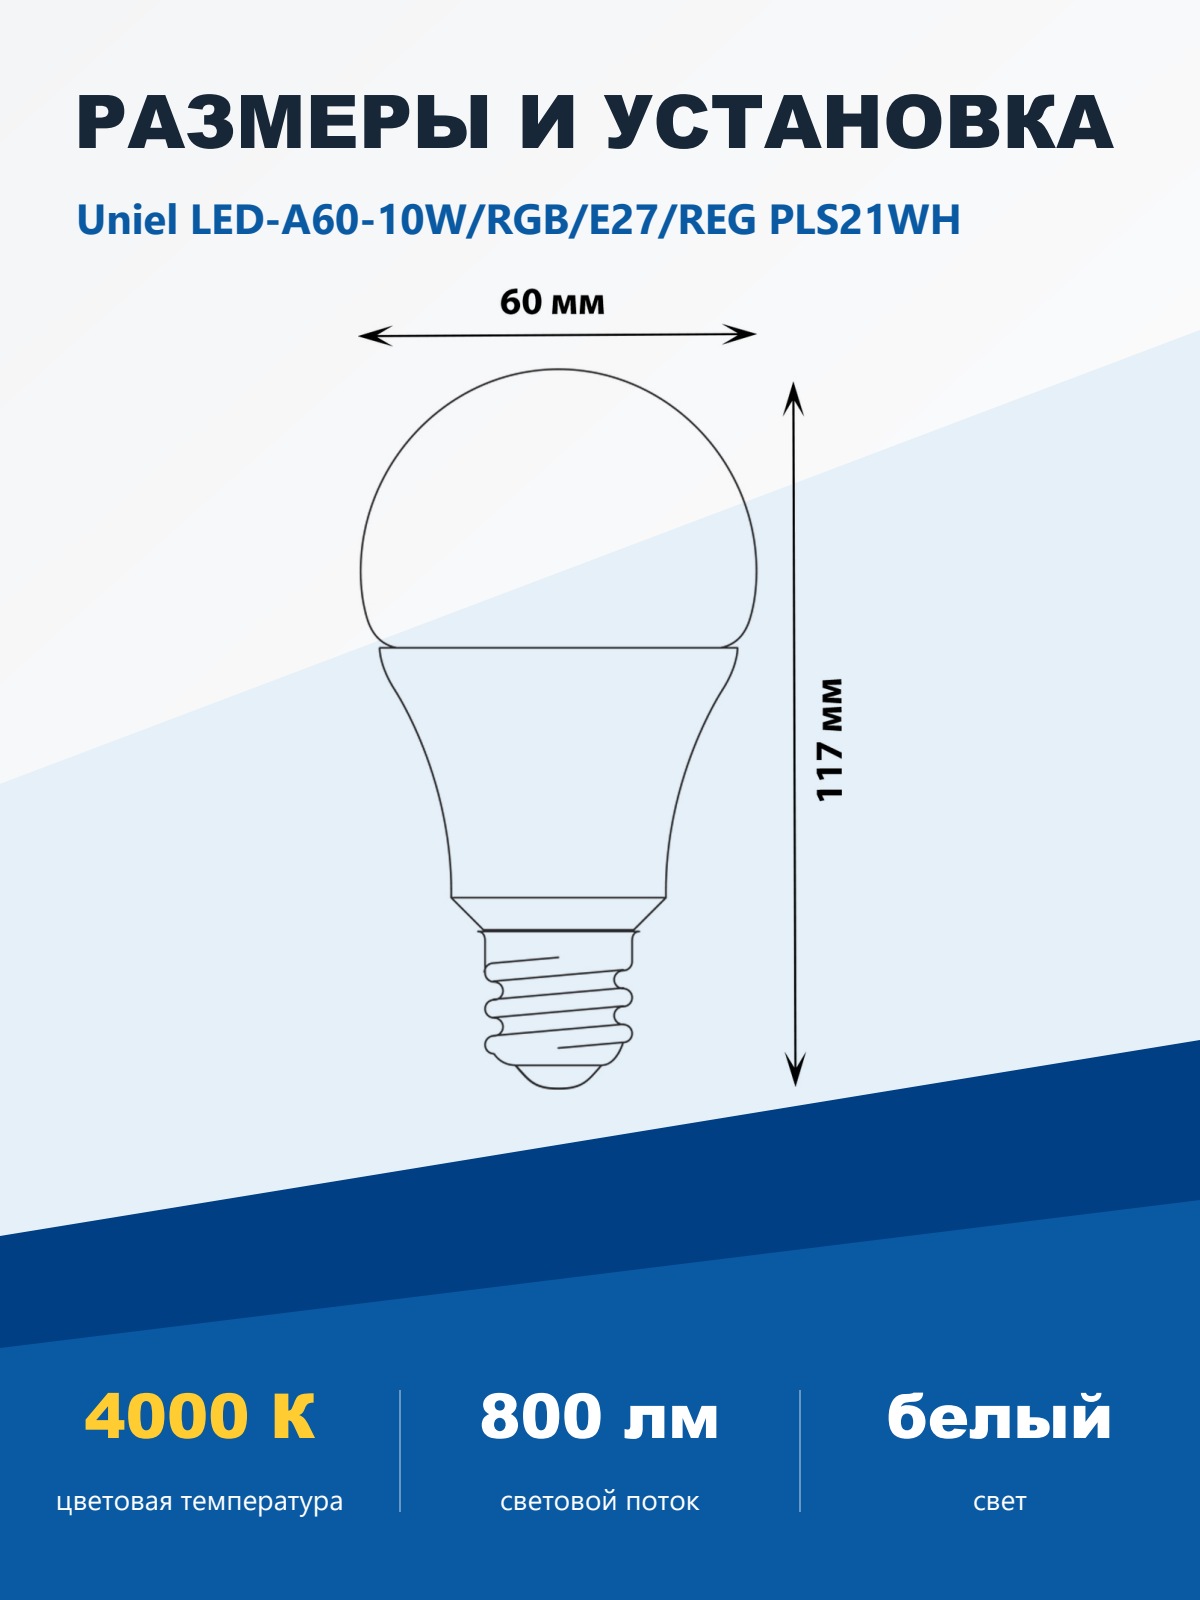 РАЗМЕРЫ И УСТАНОВКА
Uniel LED-A60-10W/RGB/E27/REG PLS21WH
60 мм
117 мм
4000 К
800 лм
белый
цветовая температура
световой поток
свет